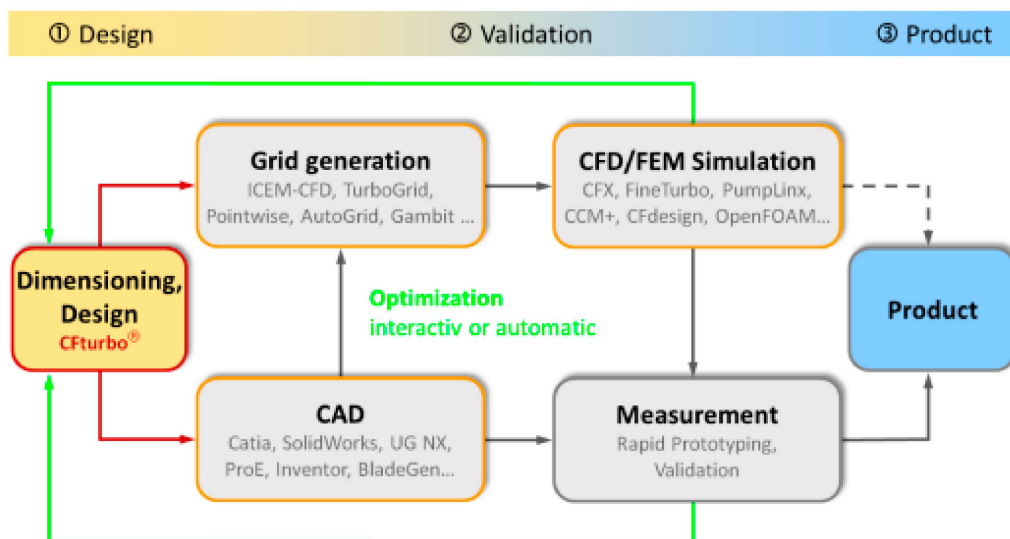 ① Design
② Validation
③ Product
Grid generation
ICEM-CFD, TurboGrid,
Pointwise, AutoGrid, Gambit ...
CFD/FEM Simulation
CFX, FineTurbo, PumpLinx,
CCM+, CFdesign, OpenFOAM...
Dimensioning,
Design
CFturbo®
Optimization
interactiv or automatic
Product
CAD
Catia, SolidWorks, UG NX,
ProE, Inventor, BladeGen...
Measurement
Rapid Prototyping,
Validation